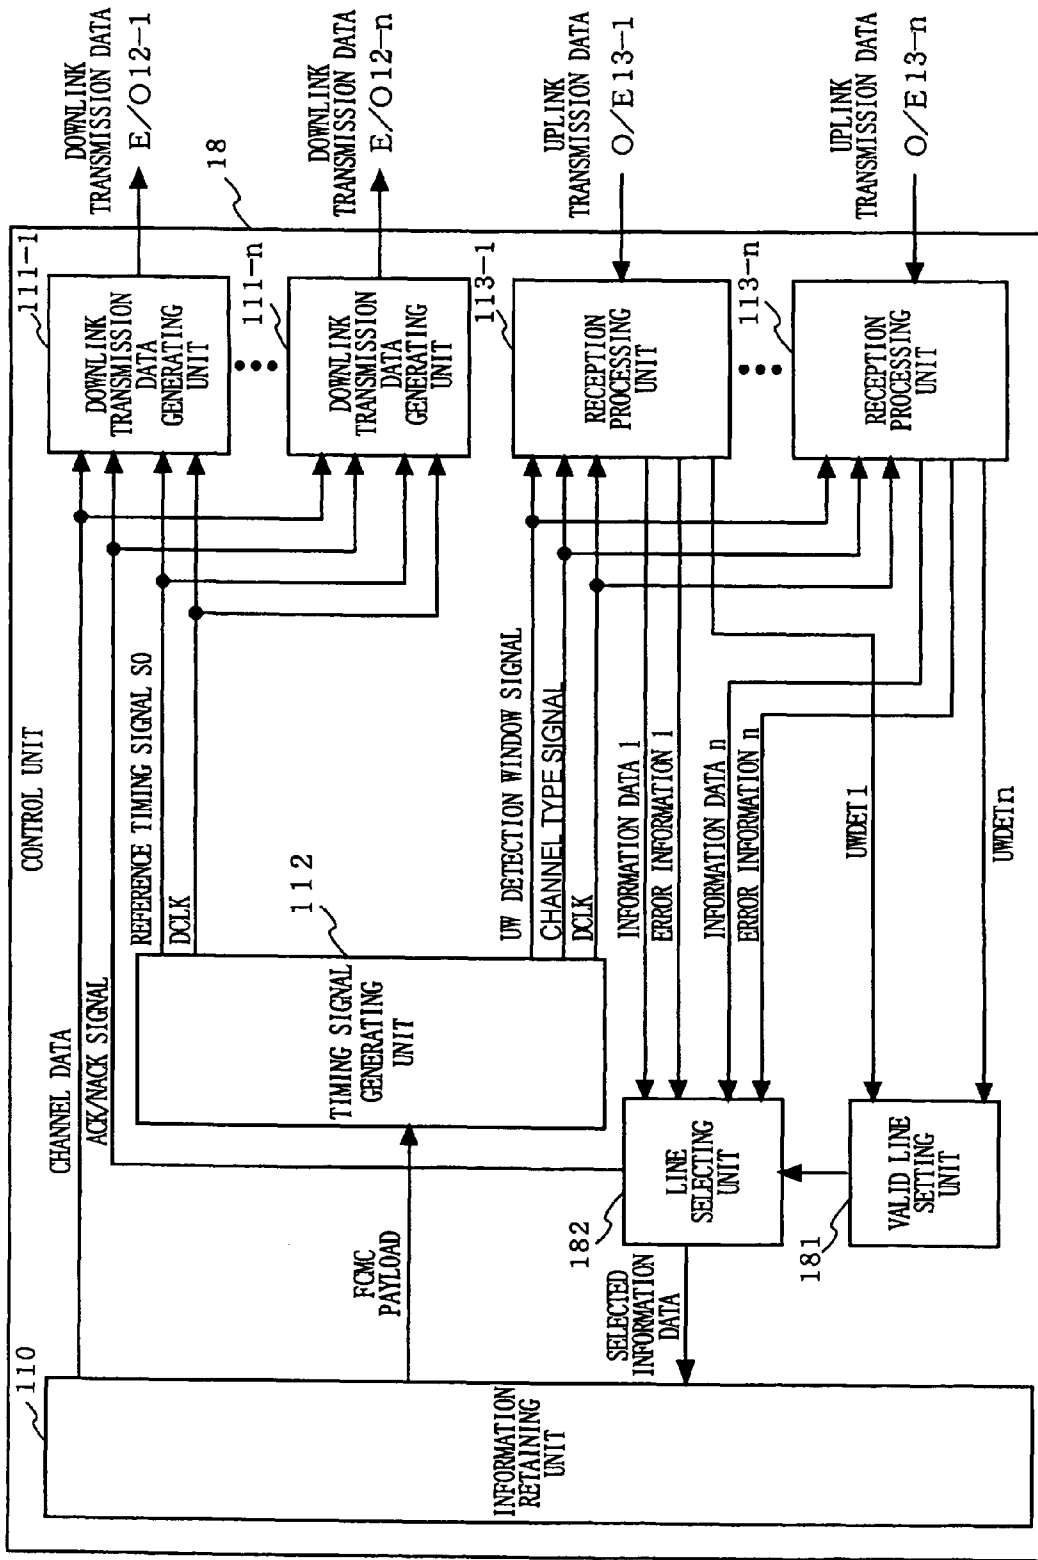 CONTROL UNIT
18
110
INFORMATION
RETAINING
UNIT
CHANNEL DATA
ACK/NACK SIGNAL
REFERENCE TIMING SIGNAL S0
DCLK
FCMC
PAYLOAD
112
TIMING SIGNAL
GENERATING
UNIT
111-1
DOWNLINK
TRANSMISSION
DATA
GENERATING
UNIT
DOWNLINK
TRANSMISSION DATA
E/O12-1
111-n
DOWNLINK
TRANSMISSION
DATA
GENERATING
UNIT
DOWNLINK
TRANSMISSION DATA
E/O12-n
UW DETECTION WINDOW SIGNAL
CHANNEL TYPE SIGNAL
DCLK
113-1
RECEPTION
PROCESSING
UNIT
UPLINK
TRANSMISSION DATA
O/E13-1
113-n
RECEPTION
PROCESSING
UNIT
UPLINK
TRANSMISSION DATA
O/E13-n
INFORMATION DATA 1
ERROR INFORMATION 1
INFORMATION DATA n
ERROR INFORMATION n
UWDET1
UWDETn
182
LINE
SELECTING
UNIT
SELECTED
INFORMATION
DATA
181
VALID LINE
SETTING
UNIT